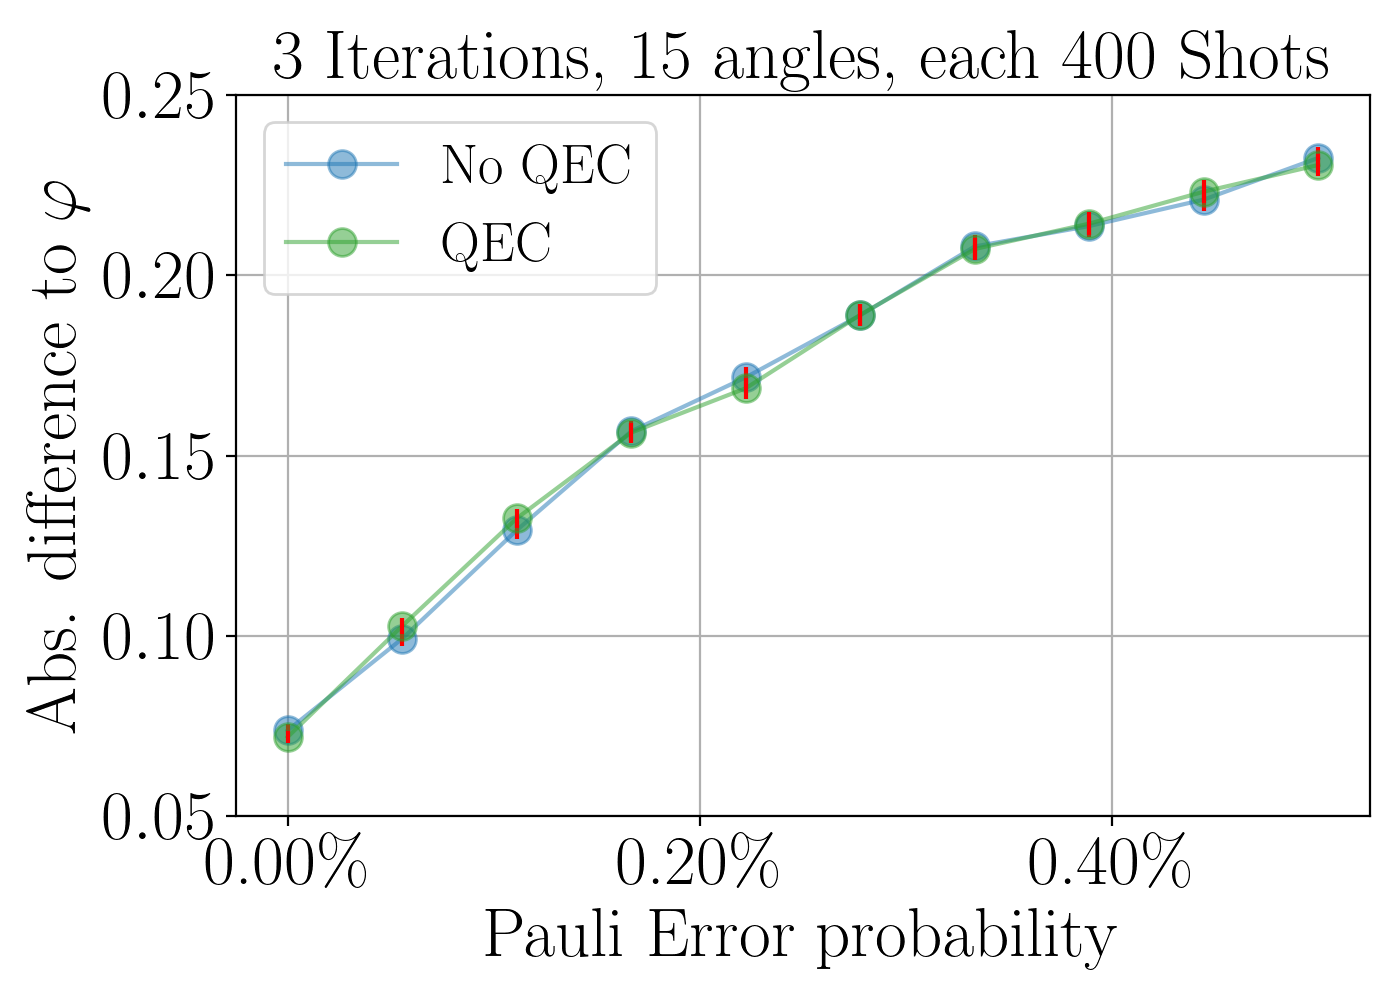 3 Iterations, 15 angles, each 400 Shots
No QEC
QEC
Abs. difference to φ
0.25
0.20
0.15
0.10
0.05
0.00%
0.20%
0.40%
Pauli Error probability